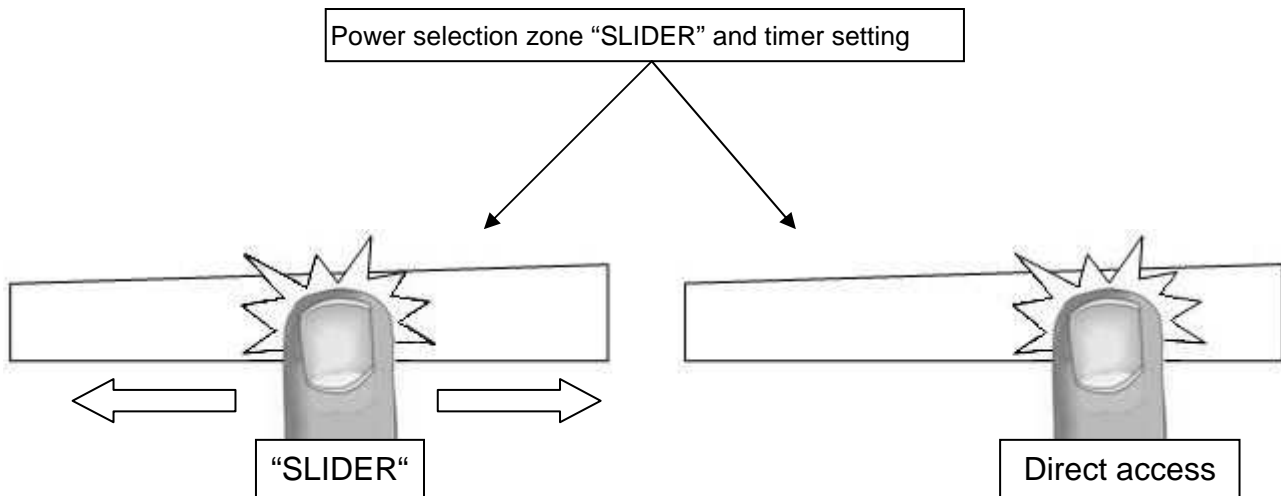 Power selection zone “SLIDER” and timer setting
“SLIDER“
Direct access